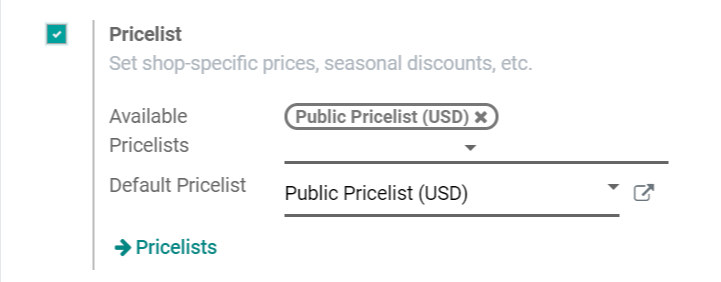 Pricelist
Set shop-specific prices, seasonal discounts, etc.
Available
Pricelists
Public Pricelist (USD)
Default Pricelist
Public Pricelist (USD)
Pricelists